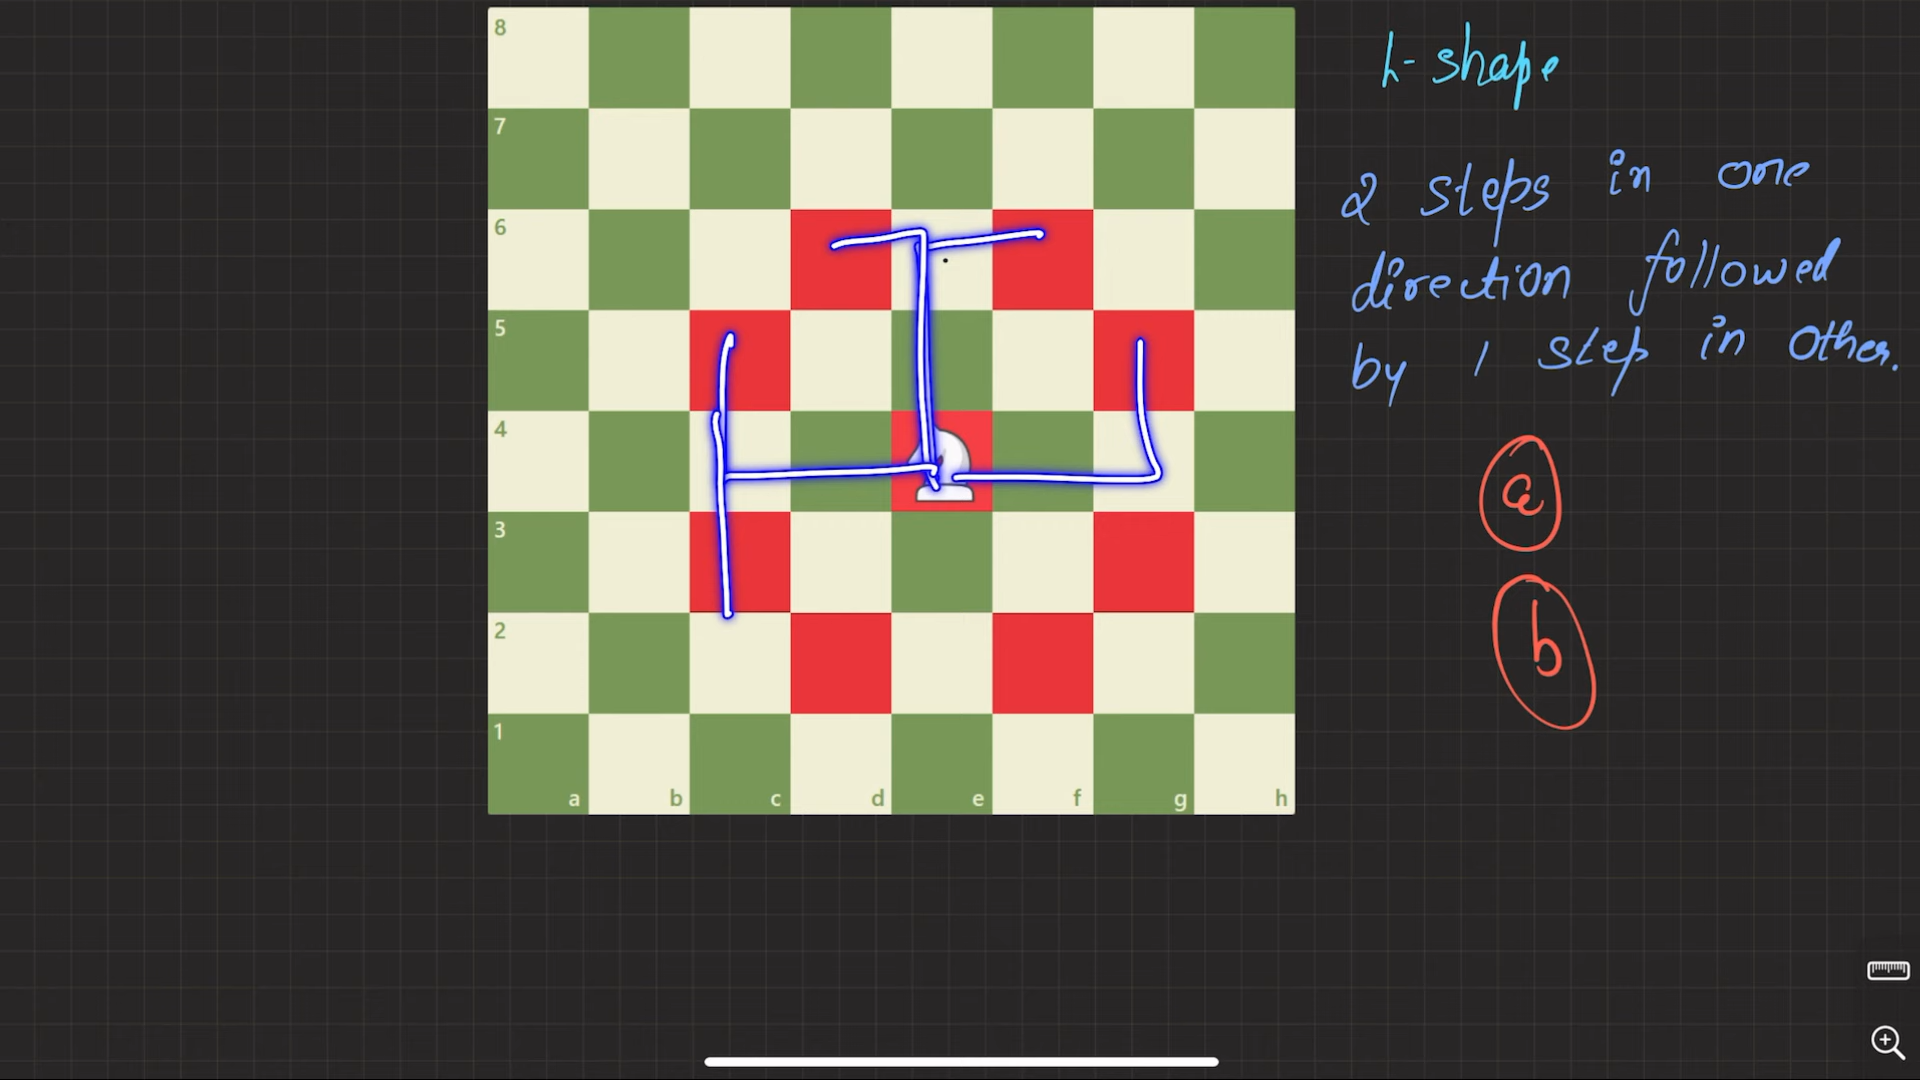 8
7
6
5
4
3
2
1
a b c d e f g h
L-shape
2 steps in one
direction followed
by 1 step in other.
a
b